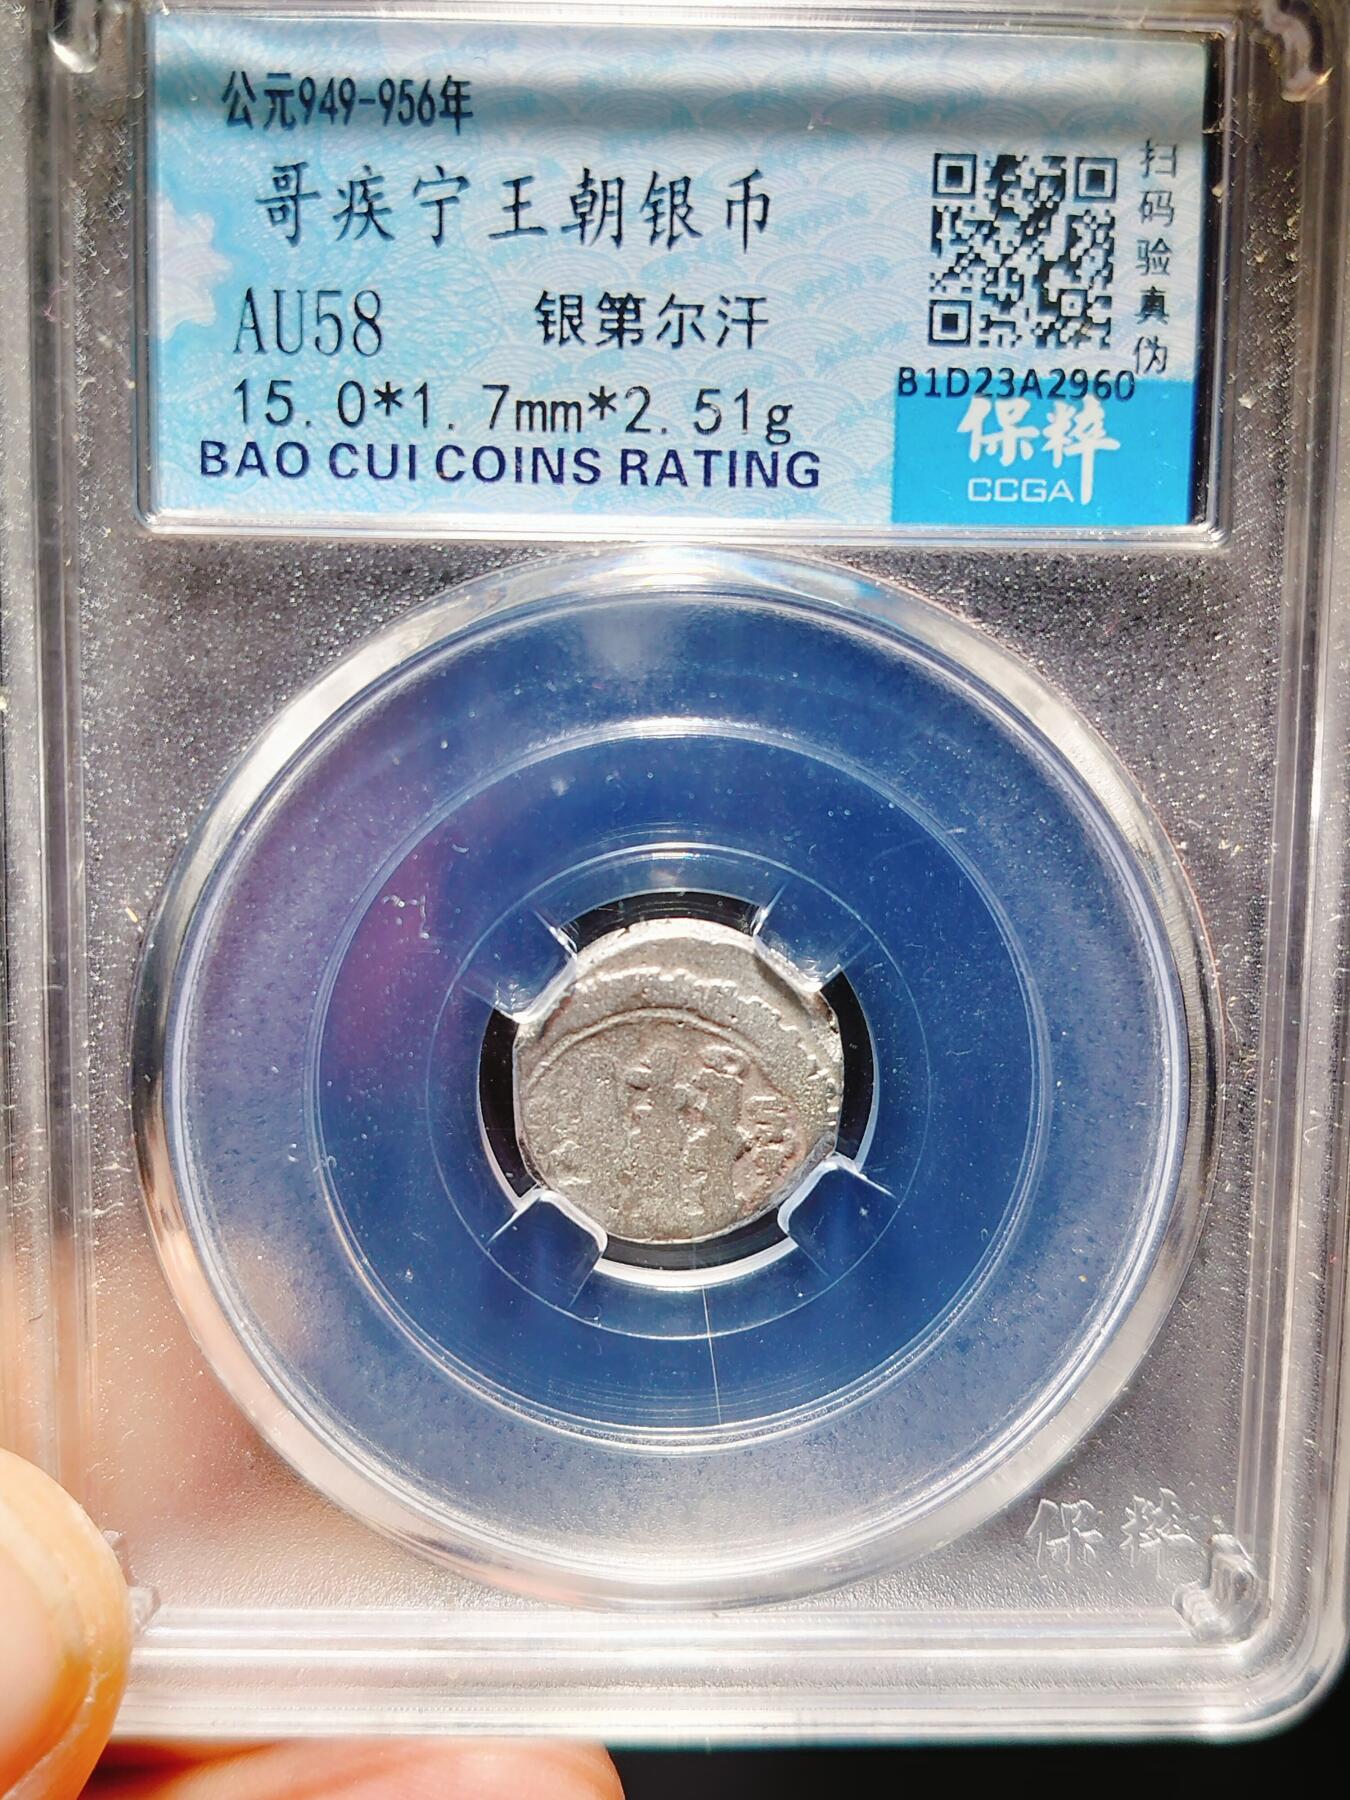 公元949-956年
哥疾宁王朝银币
AU58 银第尔汗
15.0*1.7mm*2.51g
BAO CUI COINS RATING
扫码验真伪
B1D23A2960
保粹
CCGA
保粹